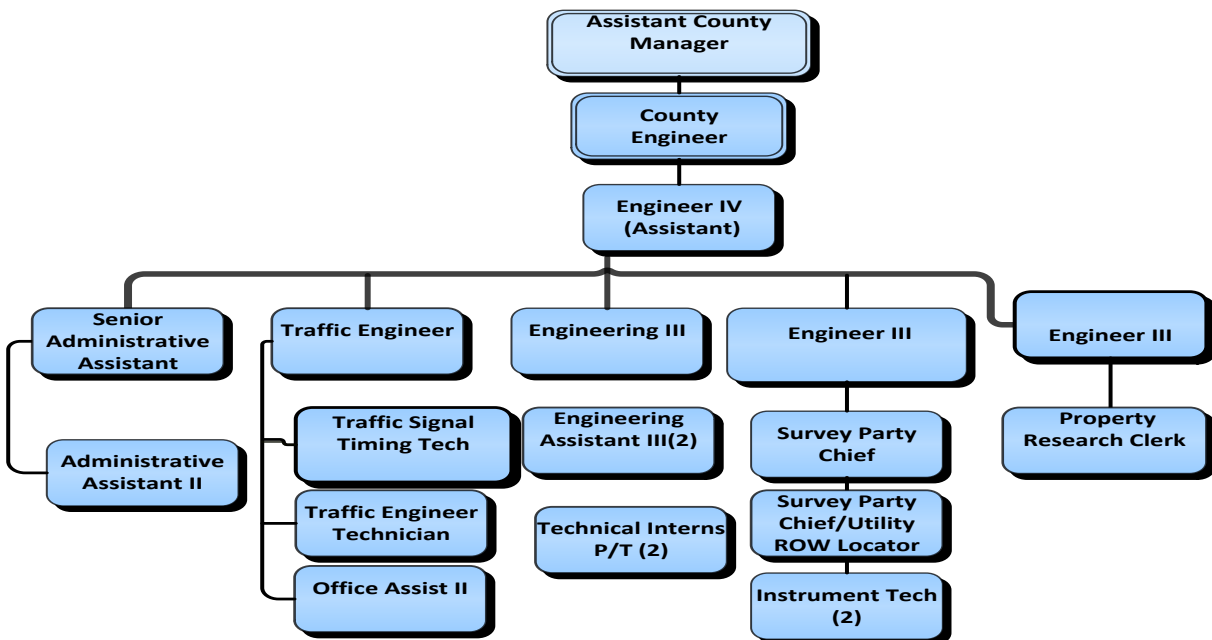 Assistant County
Manager
County
Engineer
Engineer IV
(Assistant)
Senior
Administrative
Assistant
Traffic Engineer
Engineering III
Engineer III
Engineer III
Administrative
Assistant II
Traffic Signal
Timing Tech
Traffic Engineer
Technician
Office Assist II
Engineering
Assistant III(2)
Technical Interns
P/T (2)
Survey Party
Chief
Survey Party
Chief/Utility
ROW Locator
Instrument Tech
(2)
Property
Research Clerk